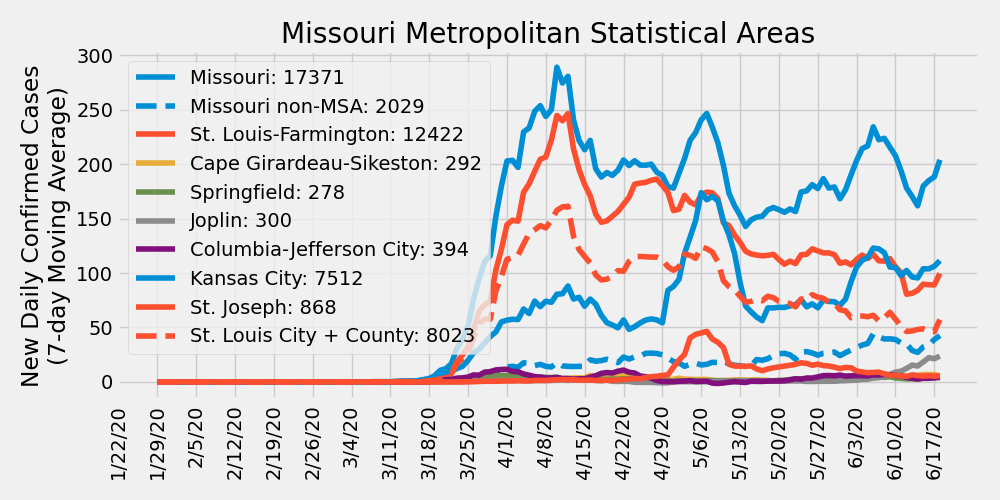 Missouri Metropolitan Statistical Areas
New Daily Confirmed Cases
(7-day Moving Average)
300
250
200
150
100
50
0
Missouri: 17371
Missouri non-MSA: 2029
St. Louis-Farmington: 12422
Cape Girardeau-Sikeston: 292
Springfield: 278
Joplin: 300
Columbia-Jefferson City: 394
Kansas City: 7512
St. Joseph: 868
St. Louis City + County: 8023
1/22/20
1/29/20
2/5/20
2/12/20
2/19/20
2/26/20
3/4/20
3/11/20
3/18/20
3/25/20
4/1/20
4/8/20
4/15/20
4/22/20
4/29/20
5/6/20
5/13/20
5/20/20
5/27/20
6/3/20
6/10/20
6/17/20